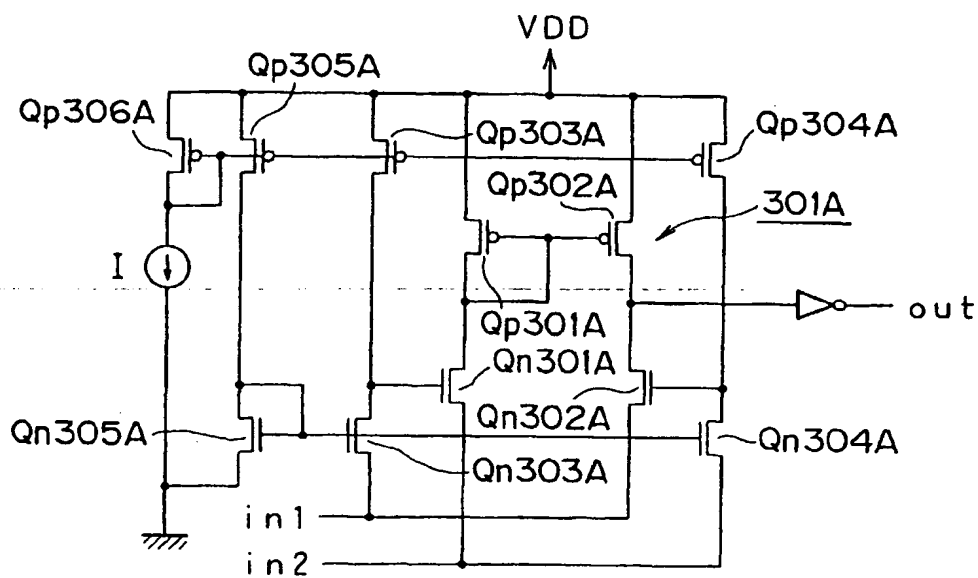 VDD
Qp305A
Qp306A
Qp303A
Qp304A
Qp302A
301A
I
out
Qp301A
Qn301A
Qn302A
Qn305A
Qn304A
Qn303A
in1
in2